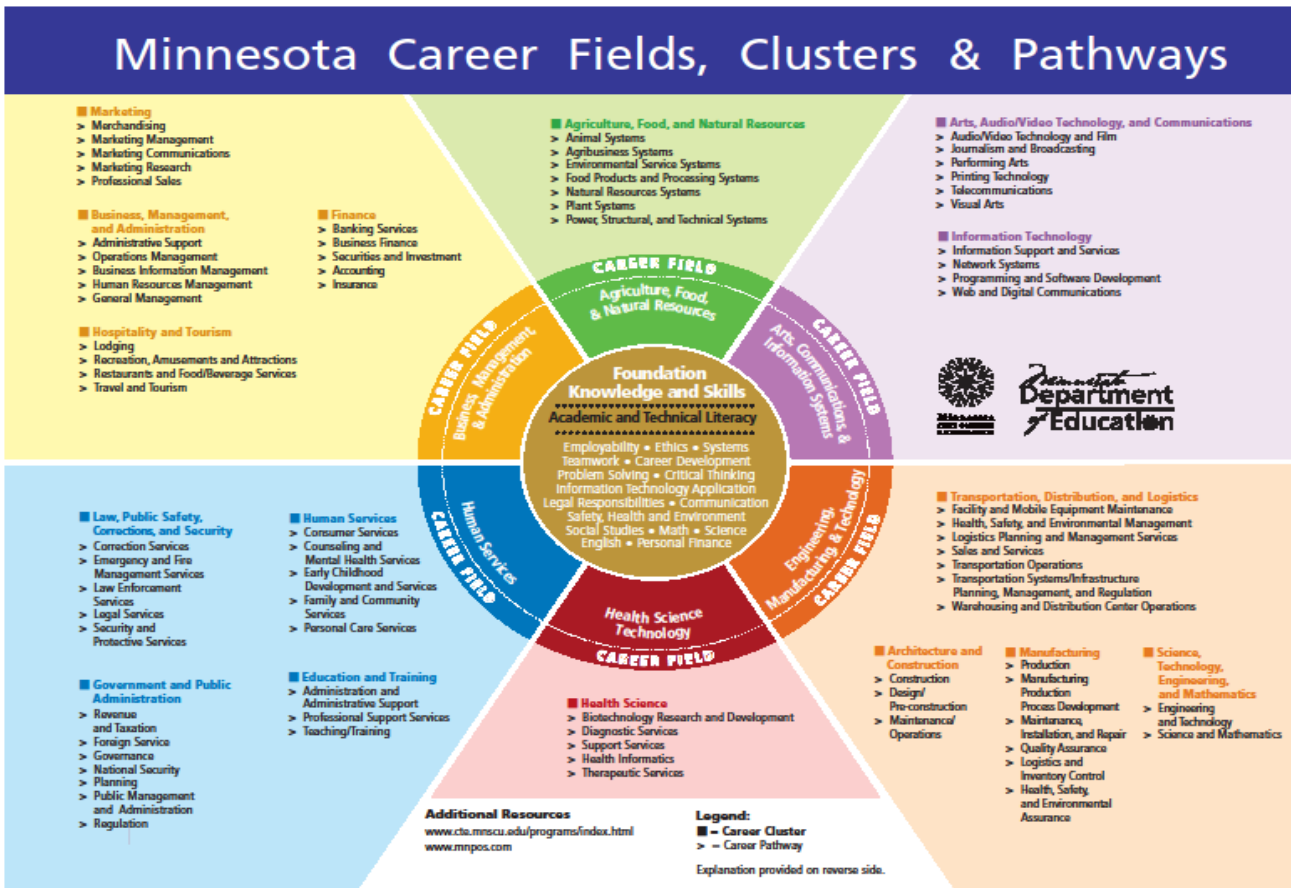 Minnesota Career Fields, Clusters & Pathways
■ Marketing
> Merchandising
> Marketing Management
> Marketing Communications
> Marketing Research
> Professional Sales
■ Business, Management,
and Administration
> Administrative Support
> Operations Management
> Business Information Management
> Human Resources Management
> General Management
■ Finance
> Banking Services
> Business Finance
> Securities and Investment
> Accounting
> Insurance
■ Hospitality and Tourism
> Lodging
> Recreation, Amusements and Attractions
> Restaurants and Food/Beverage Services
> Travel and Tourism
■ Agriculture, Food, and Natural Resources
> Animal Systems
> Agribusiness Systems
> Environmental Service Systems
> Food Products and Processing Systems
> Natural Resources Systems
> Plant Systems
> Power, Structural, and Technical Systems
■ Arts, Audio/Video Technology, and Communications
> Audio/Video Technology and Film
> Journalism and Broadcasting
> Performing Arts
> Printing Technology
> Telecommunications
> Visual Arts
■ Information Technology
> Information Support and Services
> Network Systems
> Programming and Software Development
> Web and Digital Communications
Minnesota
Department
of Education
CAREER FIELD
Agriculture, Food,
& Natural Resources
CAREER FIELD
Arts, Communications, &
Information Systems
CAREER FIELD
Business, Management,
& Administration
Foundation
Knowledge and Skills
Academic and Technical Literacy
Employability • Ethics • Systems
Teamwork • Career Development
Problem Solving • Critical Thinking
Information Technology Application
Legal Responsibilities • Communication
Safety, Health and Environment
Social Studies • Math • Science
English • Personal Finance
Human Services
CAREER FIELD
Engineering,
Manufacturing, & Technology
CAREER FIELD
Health Science
Technology
CAREER FIELD
■ Law, Public Safety,
Corrections, and Security
> Correction Services
> Emergency and Fire
Management Services
> Law Enforcement
Services
> Legal Services
> Security and
Protective Services
■ Human Services
> Consumer Services
> Counseling and
Mental Health Services
> Early Childhood
Development and Services
> Family and Community
Services
> Personal Care Services
■ Government and Public
Administration
> Revenue
and Taxation
> Foreign Service
> Governance
> National Security
> Planning
> Public Management
and Administration
> Regulation
■ Education and Training
> Administration and
Administrative Support
> Professional Support Services
> Teaching/Training
■ Health Science
> Biotechnology Research and Development
> Diagnostic Services
> Support Services
> Health Informatics
> Therapeutic Services
■ Transportation, Distribution, and Logistics
> Facility and Mobile Equipment Maintenance
> Health, Safety, and Environmental Management
> Logistics Planning and Management Services
> Sales and Services
> Transportation Operations
> Transportation Systems/Infrastructure
Planning, Management, and Regulation
> Warehousing and Distribution Center Operations
■ Architecture and
Construction
> Construction
> Design/
Pre-construction
> Maintenance/
Operations
■ Manufacturing
> Production
> Manufacturing
Production
Process Development
> Maintenance,
Installation, and Repair
> Quality Assurance
> Logistics and
Inventory Control
> Health, Safety,
and Environmental
Assurance
■ Science,
Technology,
Engineering,
and Mathematics
> Engineering
and Technology
> Science and Mathematics
Additional Resources
www.cte.mnscu.edu/programs/index.html
www.mnpos.com
Legend:
■ = Career Cluster
> = Career Pathway
Explanation provided on reverse side.